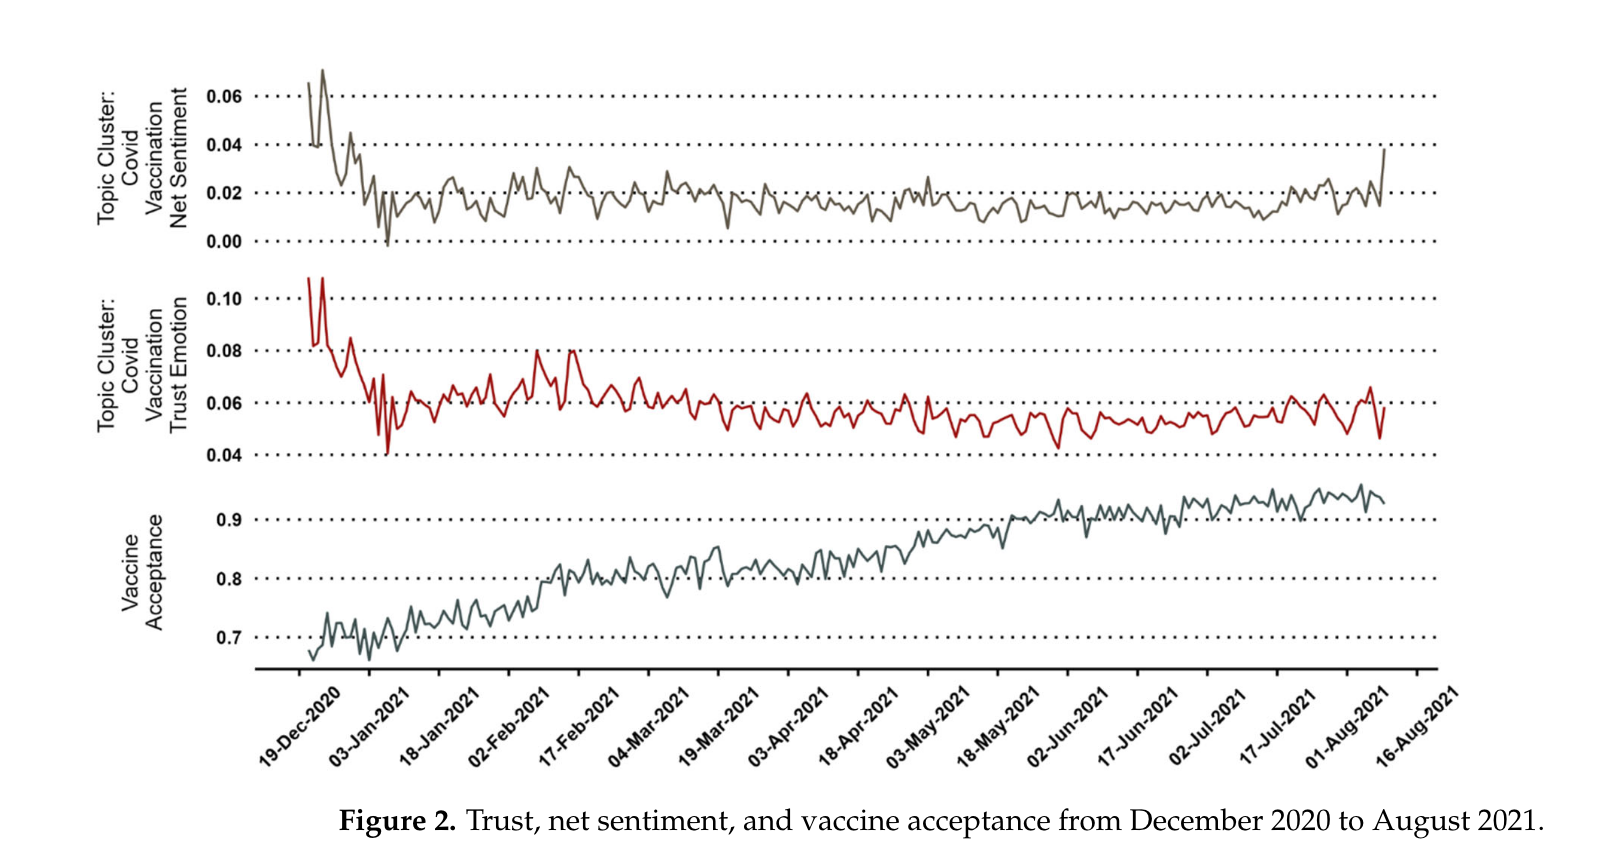 Topic Cluster:
Covid
Vaccination
Net Sentiment
0.06
0.04
0.02
0.00
Topic Cluster:
Covid
Vaccination
Trust Emotion
0.10
0.08
0.06
0.04
Vaccine
Acceptance
0.9
0.8
0.7
19-Dec-2020
03-Jan-2021
18-Jan-2021
02-Feb-2021
17-Feb-2021
04-Mar-2021
19-Mar-2021
03-Apr-2021
18-Apr-2021
03-May-2021
18-May-2021
02-Jun-2021
17-Jun-2021
02-Jul-2021
17-Jul-2021
01-Aug-2021
16-Aug-2021
Figure 2. Trust, net sentiment, and vaccine acceptance from December 2020 to August 2021.